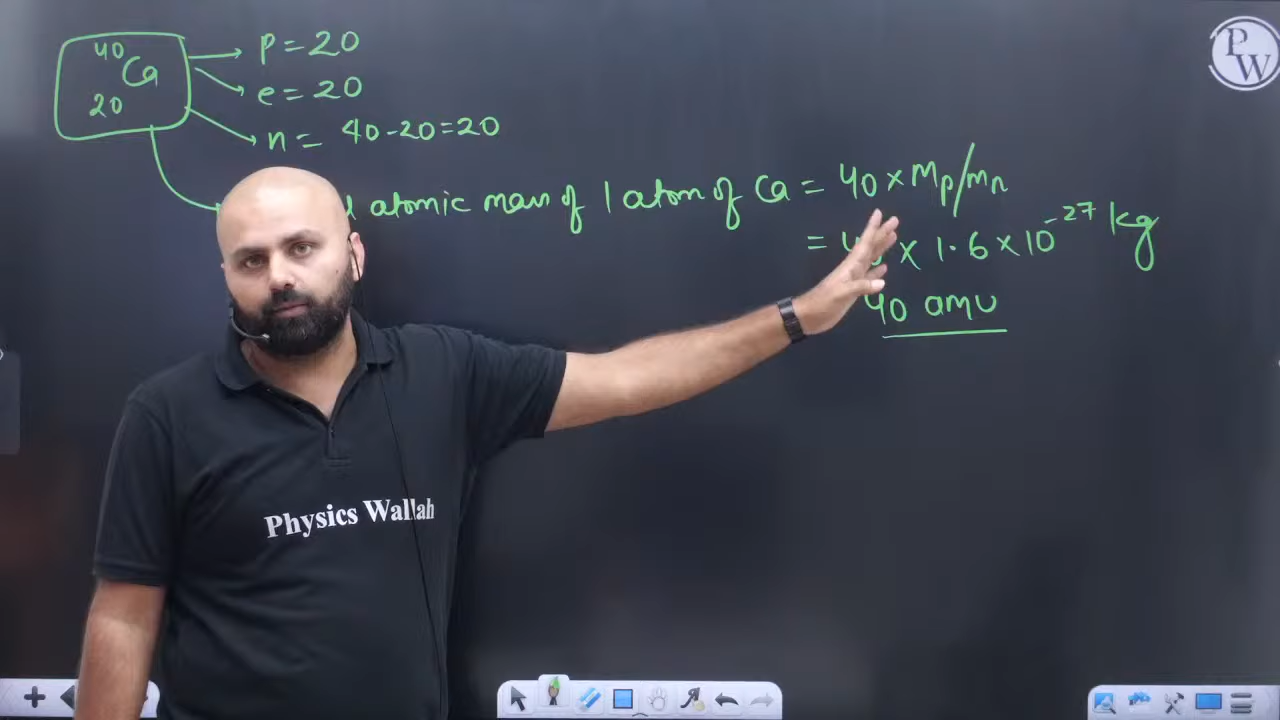 40
Ca
20
p = 20
e = 20
n = 40-20=20
atomic mass of 1 atom of Ca = 40 × Mp/mn
= × 1.6 × 10⁻²⁷ kg
40 amu
PW
Physics Wallah